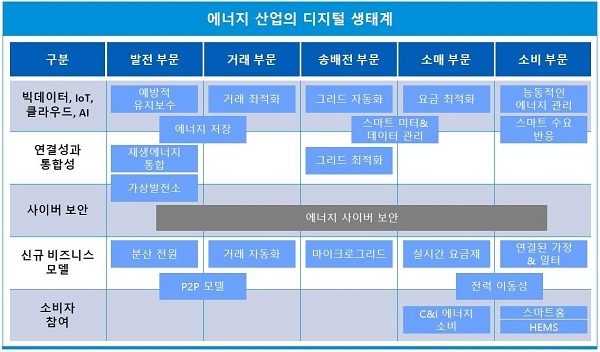 에너지 산업의 디지털 생태계
구분
발전 부문
거래 부문
송배전 부문
소매 부문
소비 부문
빅데이터, IoT,
클라우드, AI
예방적
유지보수
거래 최적화
그리드 자동화
요금 최적화
능동적인
에너지 관리
에너지 저장
스마트 미터&
데이터 관리
스마트 수요
반응
연결성과
통합성
재생에너지
통합
그리드 최적화
가상발전소
사이버 보안
에너지 사이버 보안
신규 비즈니스
모델
분산 전원
거래 자동화
마이크로그리드
실시간 요금제
연결된 가정
& 일터
P2P 모델
전력 이동성
소비자
참여
C&I 에너지
소비
스마트홈
HEMS